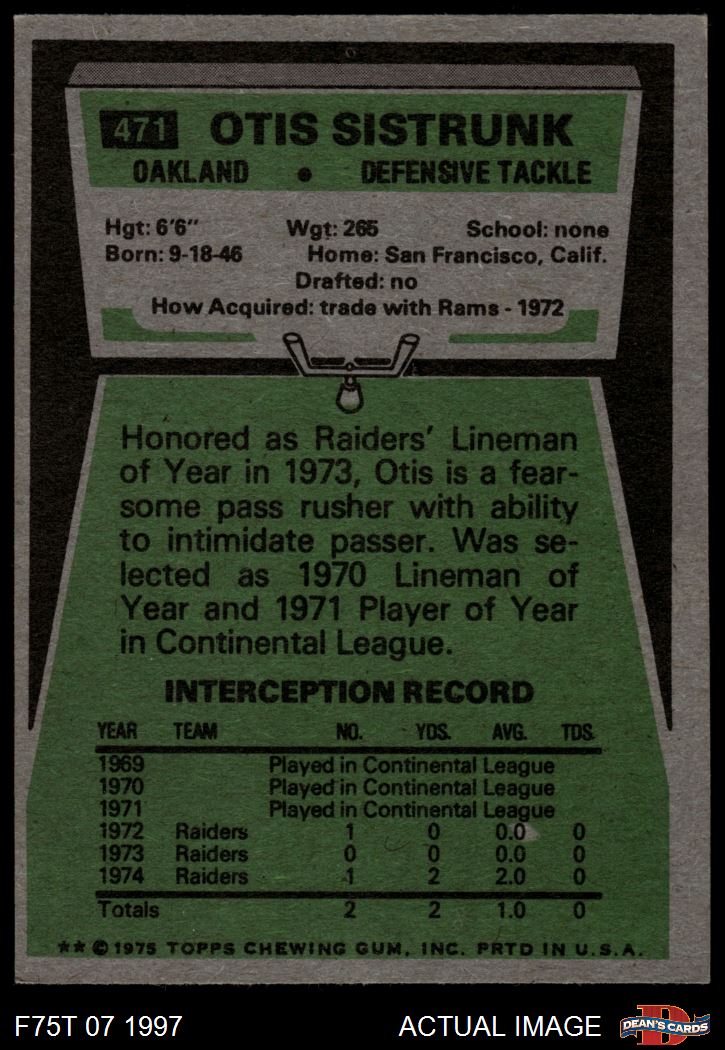 471 OTIS SISTRUNK
OAKLAND • DEFENSIVE TACKLE
Hgt: 6'6" Wgt: 265 School: none
Born: 9-18-46 Home: San Francisco, Calif.
Drafted: no
How Acquired: trade with Rams - 1972
Honored as Raiders' Lineman
of Year in 1973, Otis is a fear-
some pass rusher with ability
to intimidate passer. Was se-
lected as 1970 Lineman of
Year and 1971 Player of Year
in Continental League.
INTERCEPTION RECORD
YEAR TEAM NO. YDS. AVG. TDS.
1969 Played in Continental League
1970 Played in Continental League
1971 Played in Continental League
1972 Raiders 1 0 0.0 0
1973 Raiders 0 0 0.0 0
1974 Raiders 1 2 2.0 0
Totals 2 2 1.0 0
** © 1975 TOPPS CHEWING GUM, INC. PRTD IN U.S.A.
F75T 07 1997 ACTUAL IMAGE
D
DEAN'S CARDS